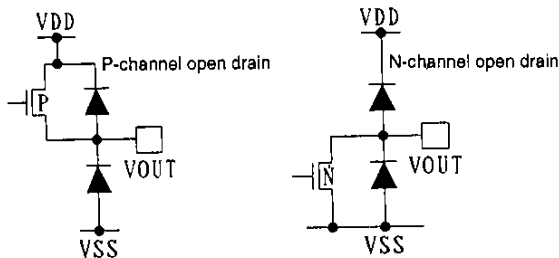 VDD
P-channel open drain
P
VOUT
VSS
VDD
N-channel open drain
VOUT
N
VSS